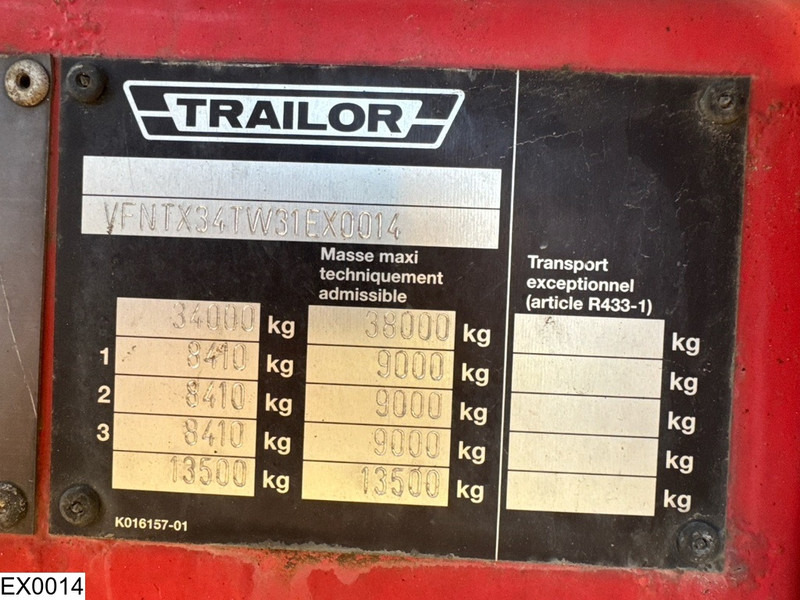 TRAILOR
VFNTX34TW31EX0014
Masse maxi
techniquement
admissible
Transport
exceptionnel
(article R433-1)
34000 kg 38000 kg kg
1 8410 kg 9000 kg kg
2 8410 kg 9000 kg kg
3 8410 kg 9000 kg kg
13500 kg 13500 kg kg
K016157-01
EX0014